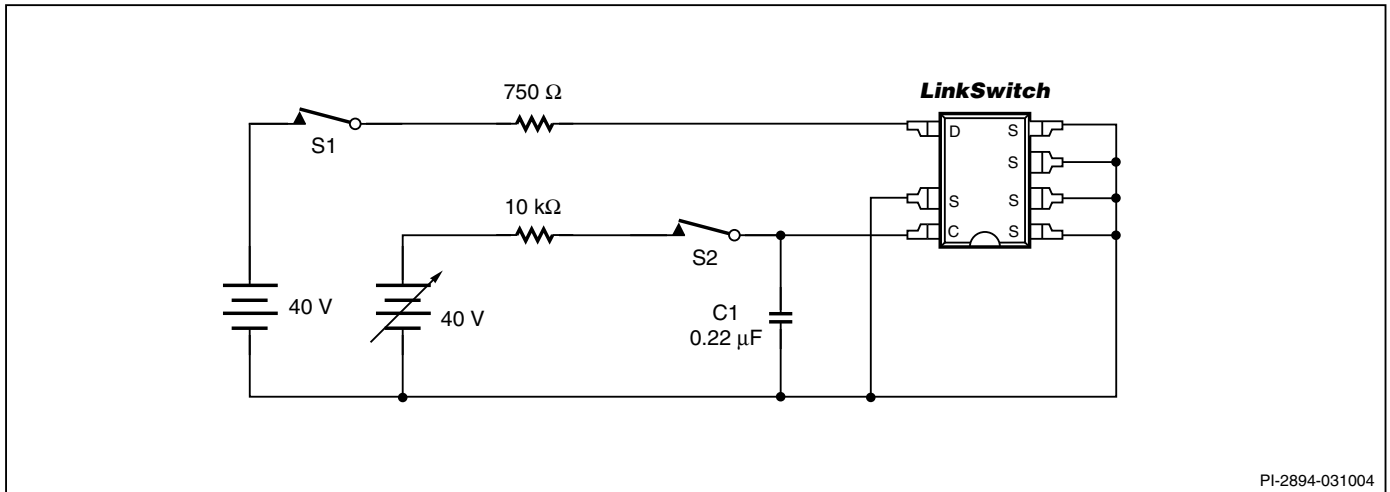 750 Ω
LinkSwitch
S1
D
S
S
10 kΩ
S
S
S2
C
S
40 V
40 V
C1
0.22 μF
PI-2894-031004